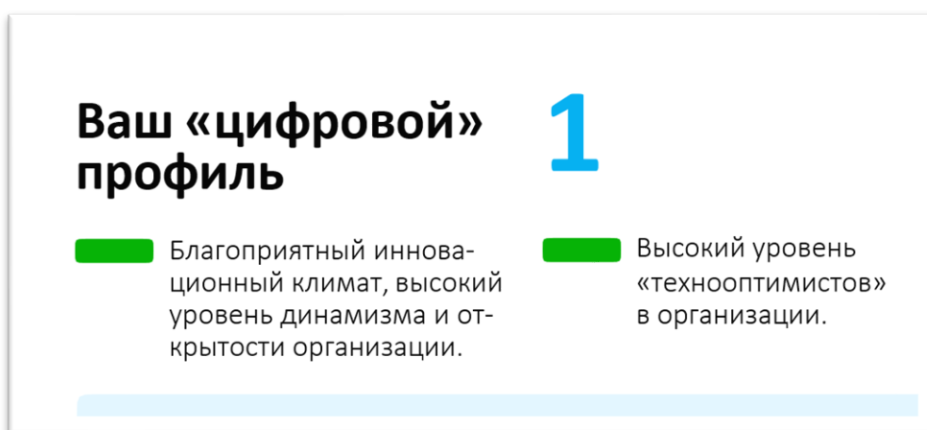 Ваш «цифровой»
профиль
1
Благоприятный иннова-
ционный климат, высокий
уровень динамизма и от-
крытости организации.
Высокий уровень
«технооптимистов»
в организации.